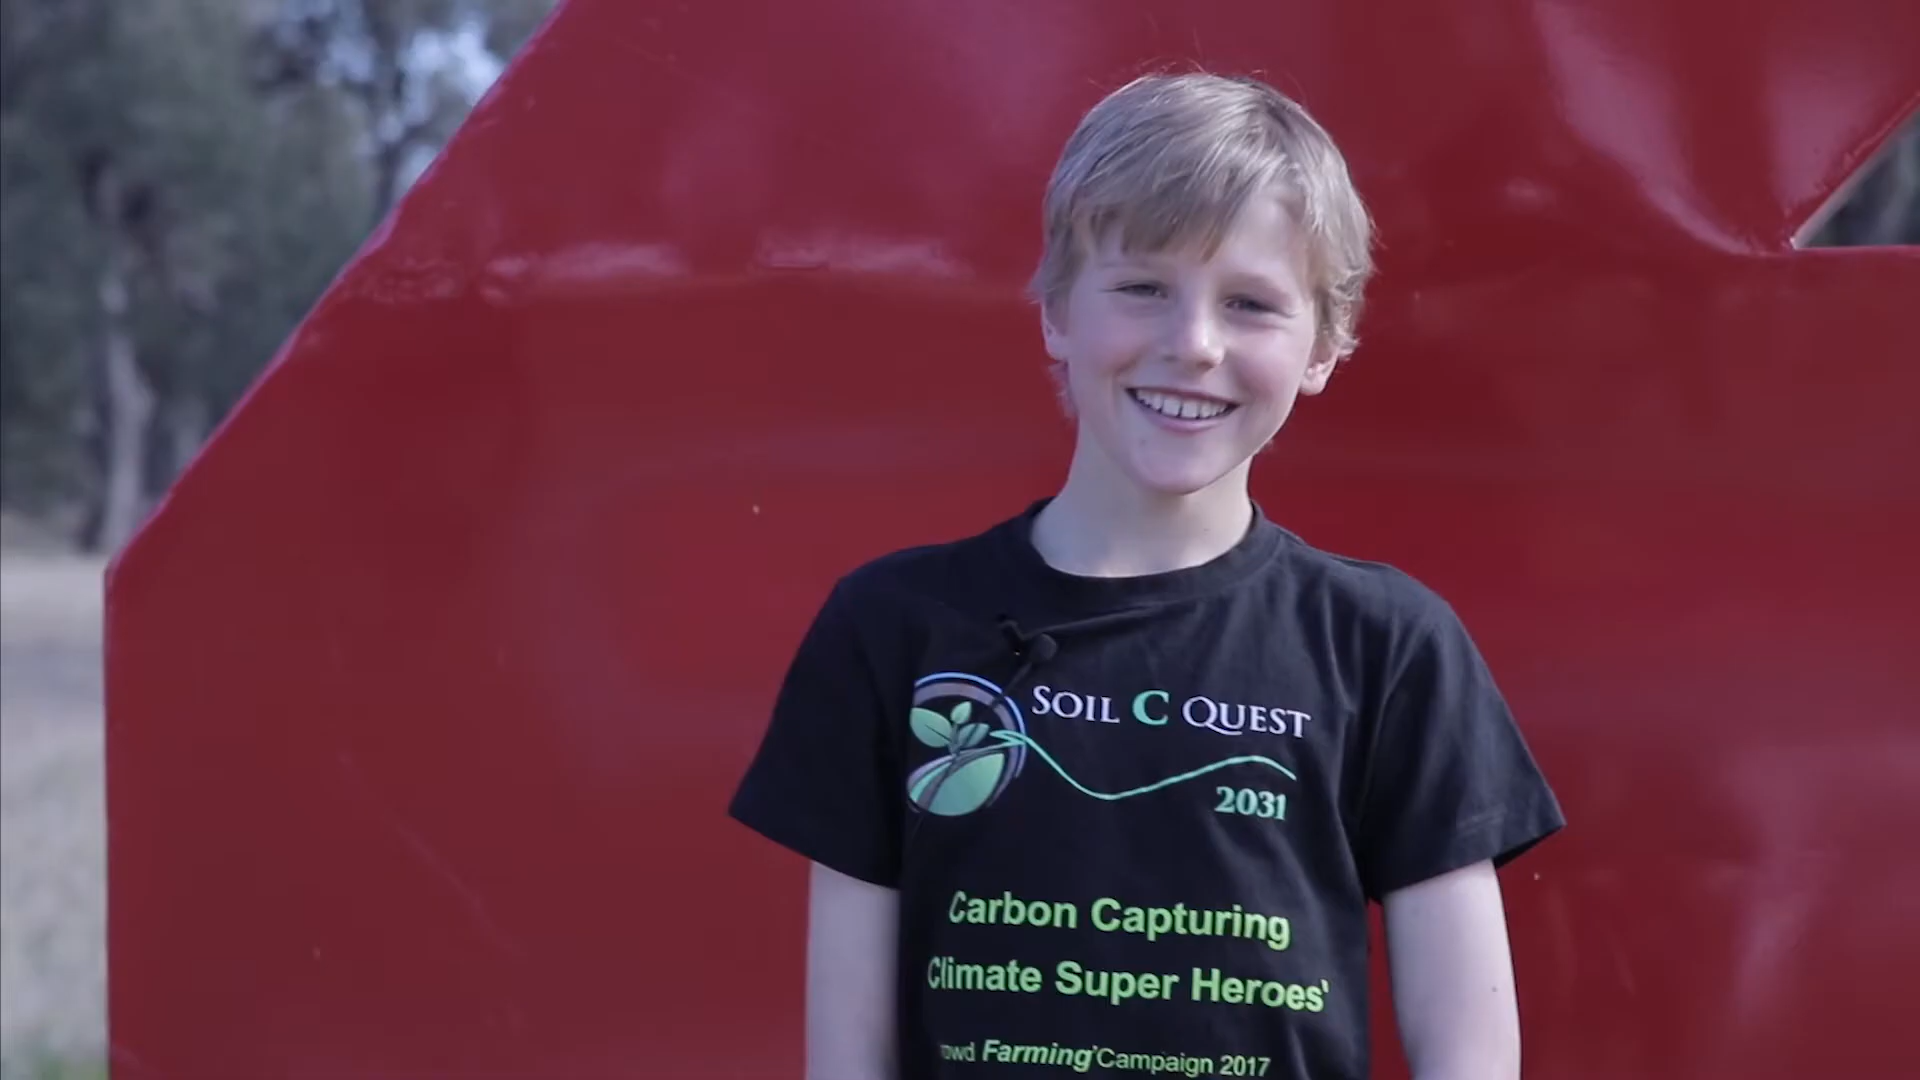 SOIL C QUEST
2031
Carbon Capturing
Climate Super Heroes'
Farming' Campaign 2017